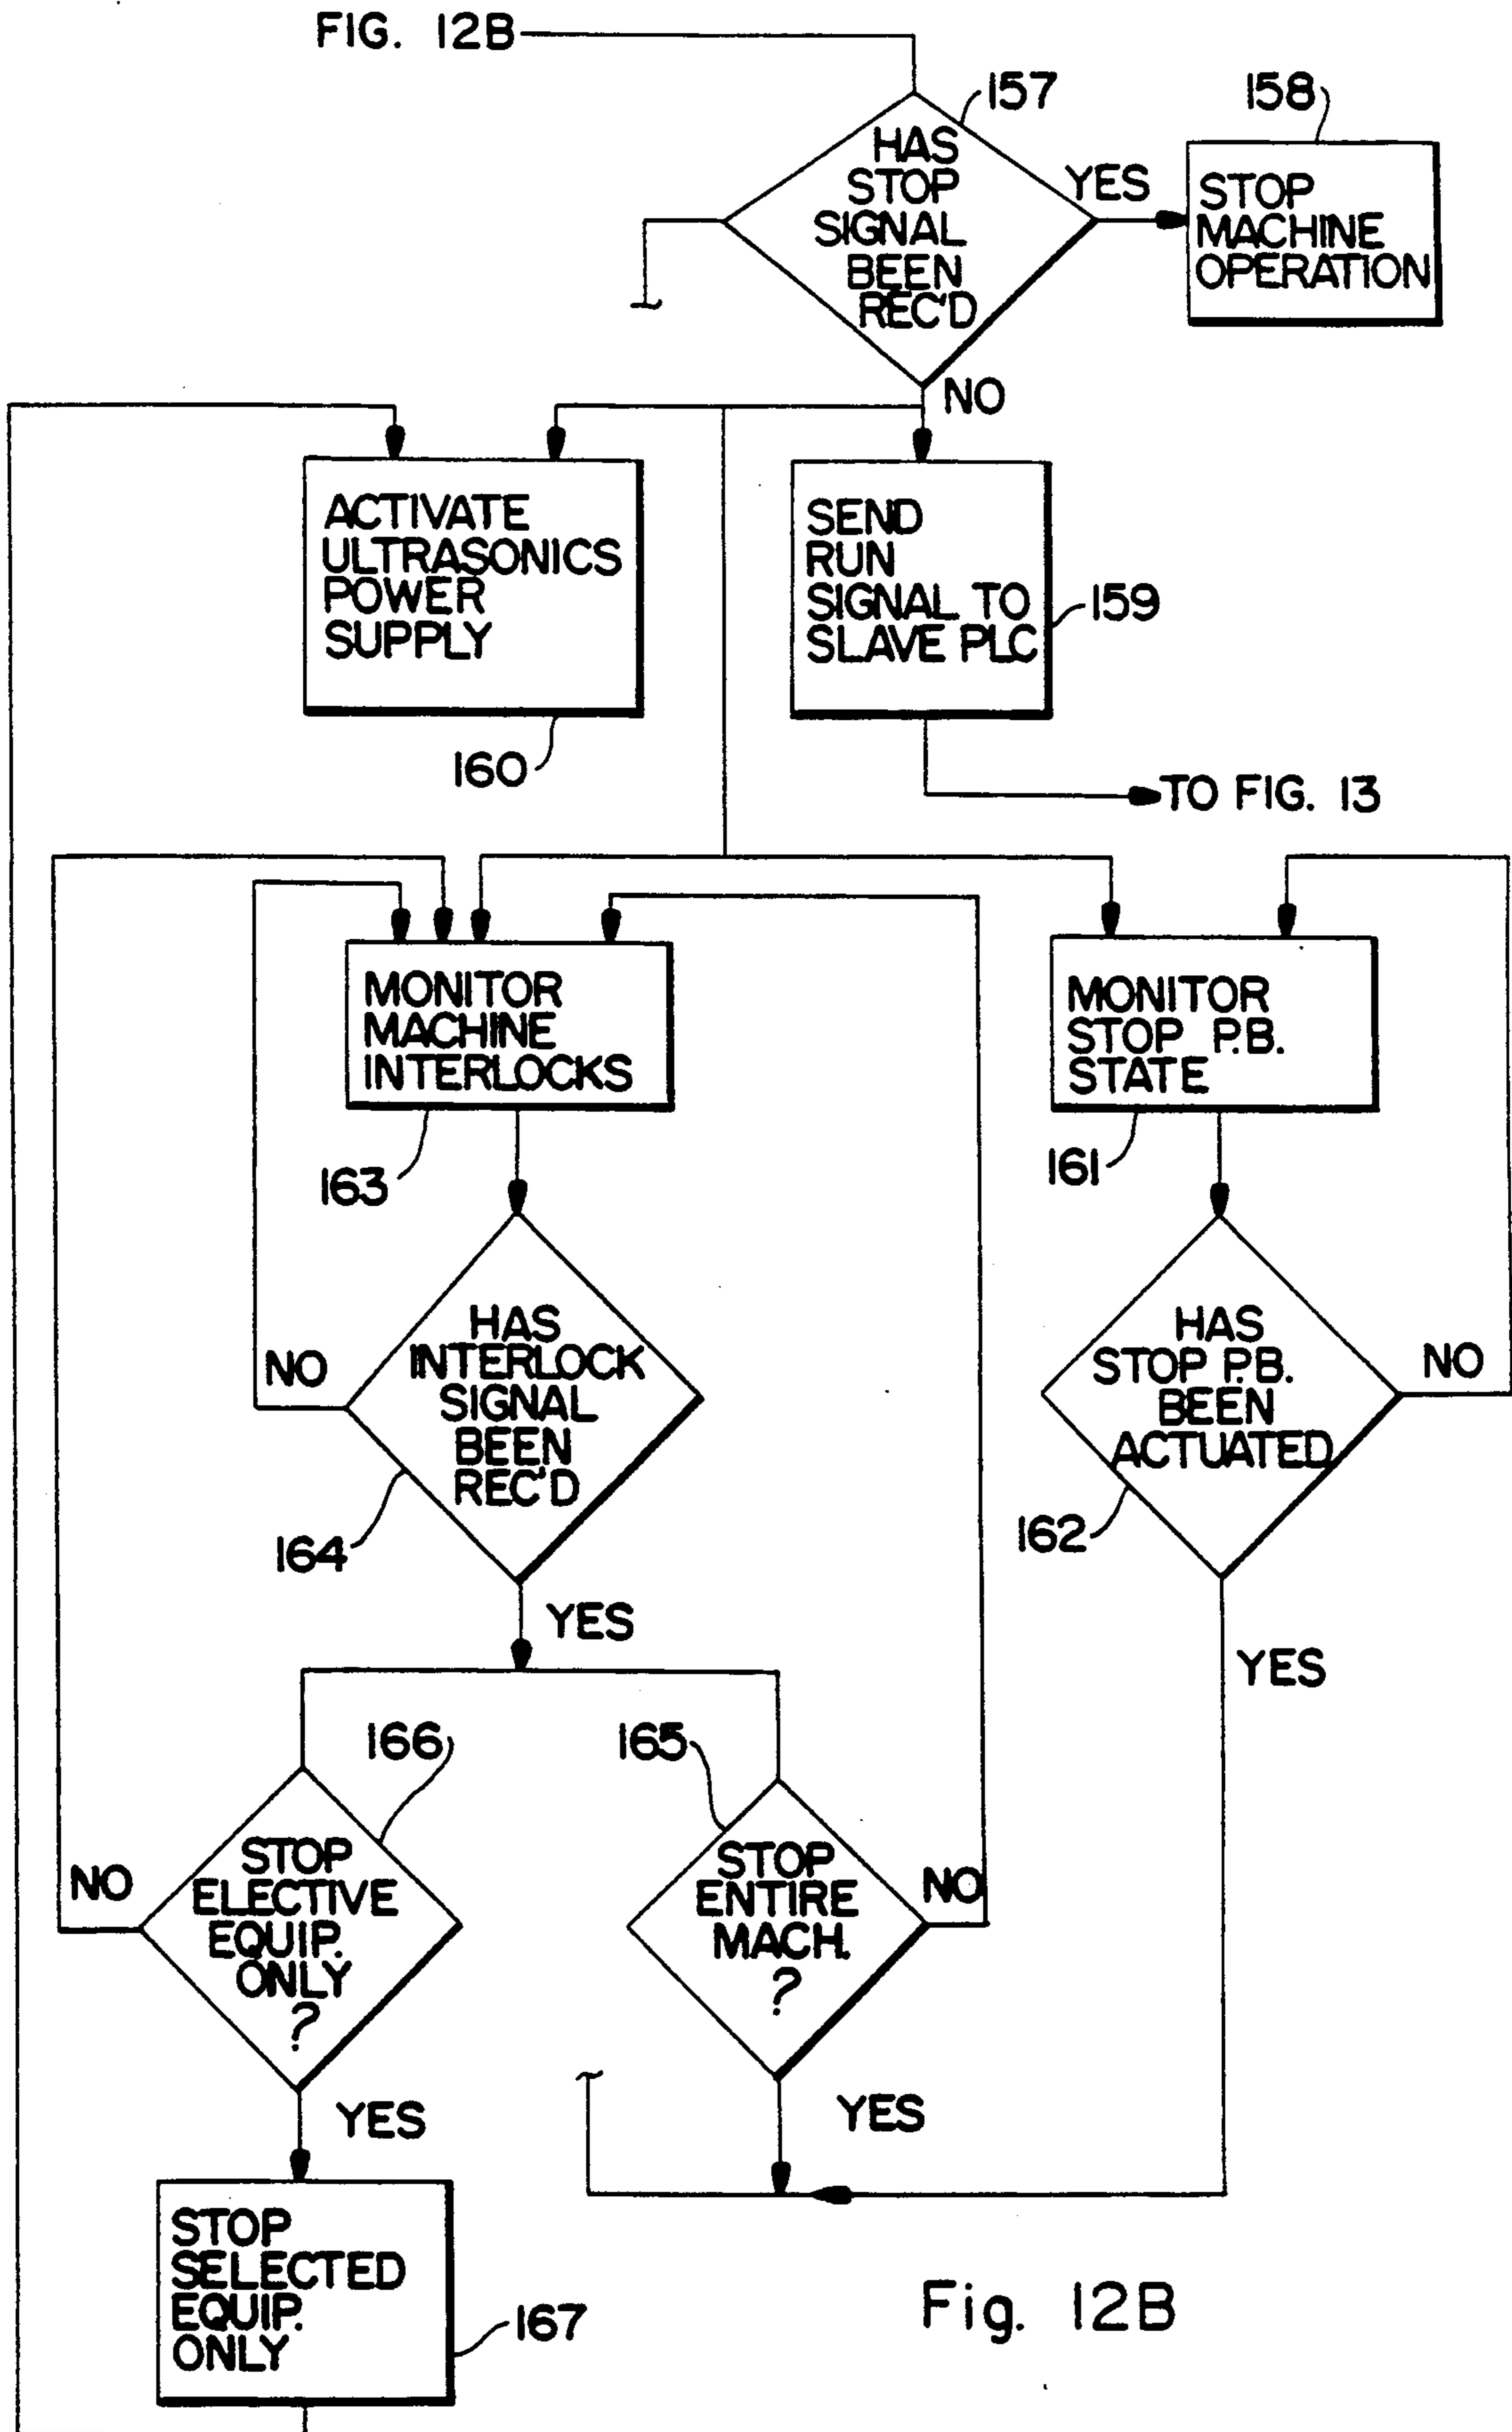 FIG. 12B
157
158
HAS
STOP
SIGNAL
BEEN
REC'D
YES
STOP
MACHINE
OPERATION
NO
ACTIVATE
ULTRASONICS
POWER
SUPPLY
160
SEND
RUN
SIGNAL TO
SLAVE PLC
159
TO FIG. 13
MONITOR
MACHINE
INTERLOCKS
163
MONITOR
STOP P.B.
STATE
161
HAS
INTERLOCK
SIGNAL
BEEN
REC'D
NO
164
YES
HAS
STOP P.B.
BEEN
ACTUATED
NO
162
YES
166
165
STOP
ELECTIVE
EQUIP.
ONLY
?
NO
YES
STOP
ENTIRE
MACH.
?
NO
YES
STOP
SELECTED
EQUIP.
ONLY
167
Fig. 12B